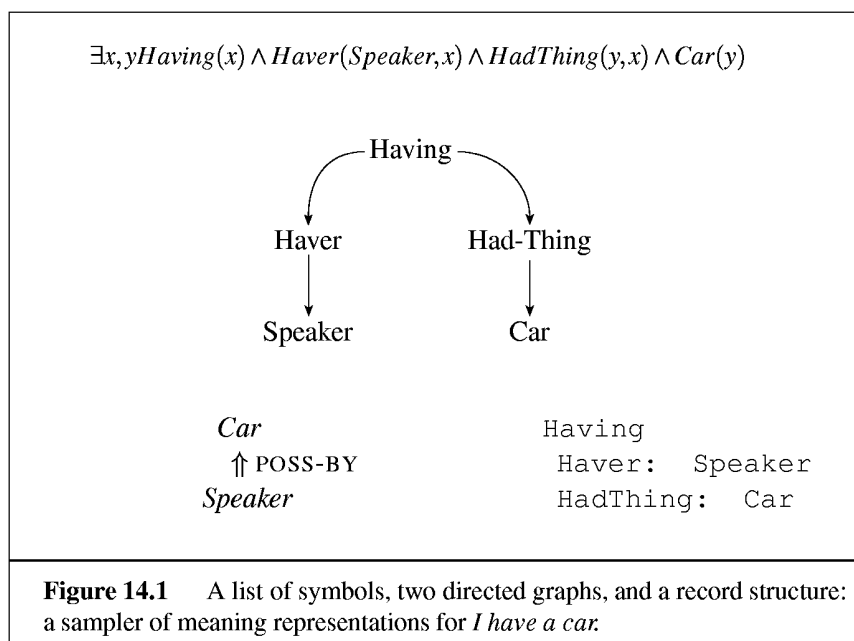 ∃x,yHaving(x) ∧ Haver(Speaker,x) ∧ HadThing(y,x) ∧ Car(y)
Having
Haver Had-Thing
Speaker Car
Car
⇑ POSS-BY
Speaker
Having
Haver: Speaker
HadThing: Car
Figure 14.1 A list of symbols, two directed graphs, and a record structure:
a sampler of meaning representations for I have a car.